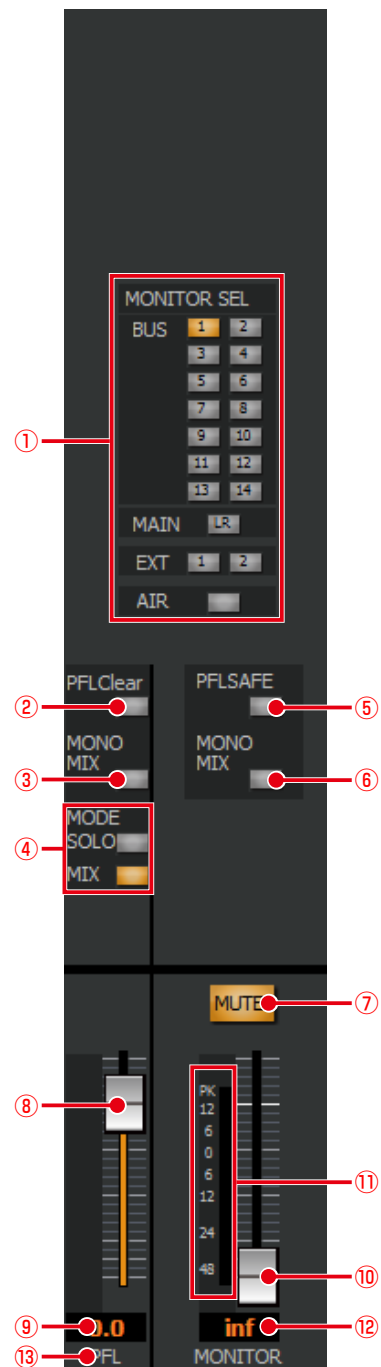 MONITOR SEL
BUS 1 2
3 4
5 6
7 8
9 10
11 12
13 14
① MAIN LR
EXT 1 2
AIR
PFLClear PFLSAFE
② ⑤
MONO MIX MONO MIX
③ ⑥
MODE
④ SOLO
MIX
MUTE ⑦
⑧
PK
12
6
0
6
12
24
48
⑪
⑩
⑨ 0.0 inf ⑫
⑬ PFL MONITOR